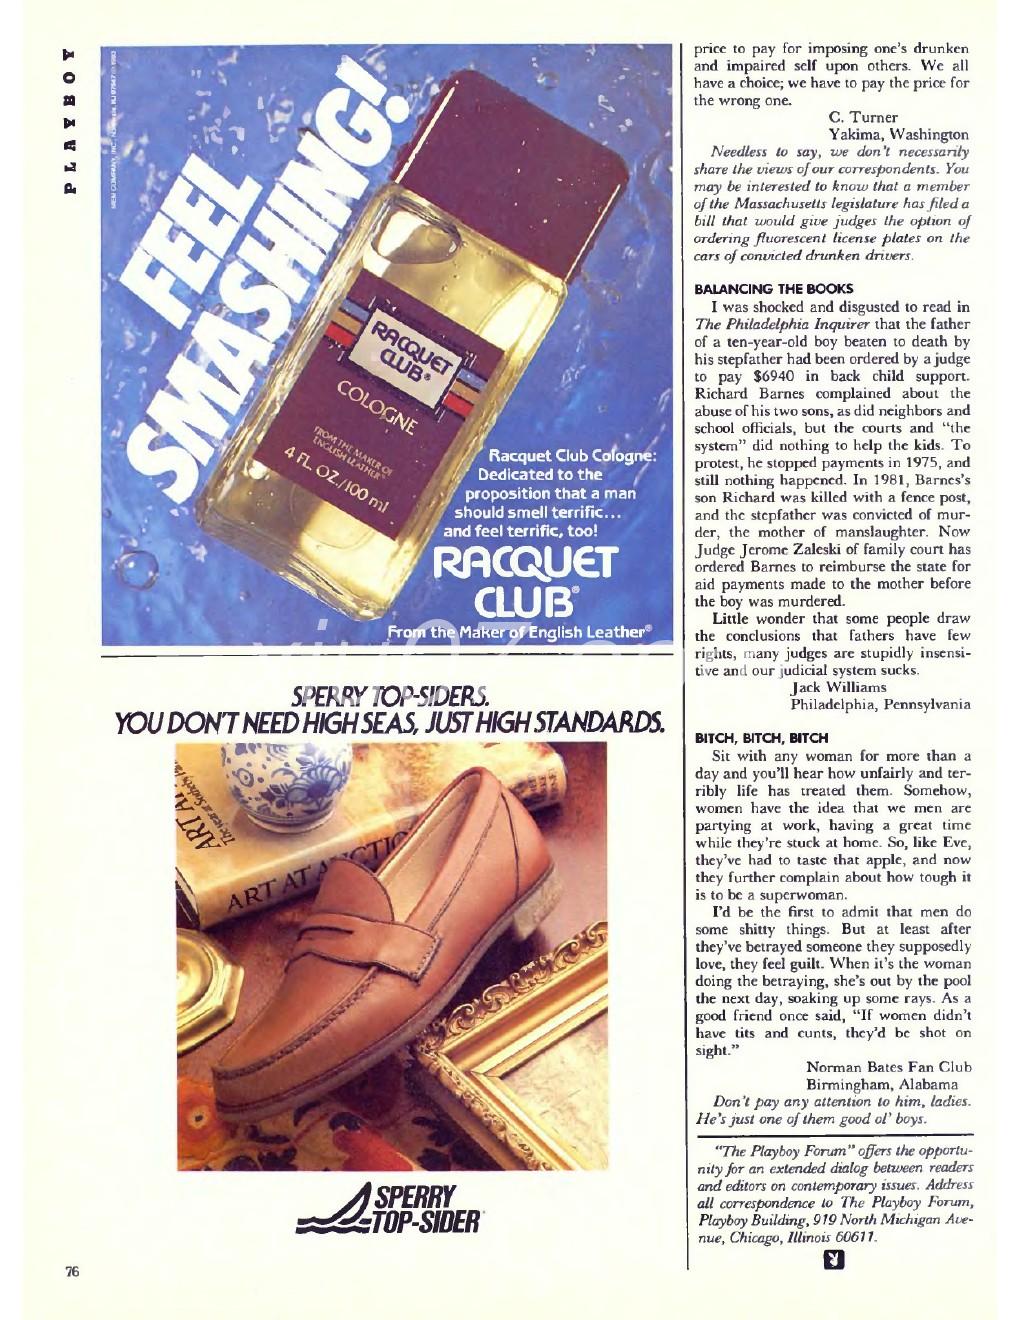 PLAYBOY
MEM COMPANY, INC.
FEEL
SMASHING!
RACQUET
CLUB®
COLOGNE
FROM THE MAKER OF
ENGLISH LEATHER®
4 FL. OZ./100 ml
Racquet Club Cologne:
Dedicated to the
proposition that a man
should smell terrific...
and feel terrific, too!
RACQUET
CLUB®
From the Maker of English Leather®
SPERRY TOP-SIDERS.
YOU DON'T NEED HIGH SEAS, JUST HIGH STANDARDS.
ART AT
ART AT AUCTION
SPERRY
TOP-SIDER
76
price to pay for imposing one's drunken
and impaired self upon others. We all
have a choice; we have to pay the price for
the wrong one.
C. Turner
Yakima, Washington
Needless to say, we don't necessarily
share the views of our correspondents. You
may be interested to know that a member
of the Massachusetts legislature has filed a
bill that would give judges the option of
ordering fluorescent license plates on the
cars of convicted drunken drivers.
BALANCING THE BOOKS
I was shocked and disgusted to read in
The Philadelphia Inquirer that the father
of a ten-year-old boy beaten to death by
his stepfather had been ordered by a judge
to pay $6940 in back child support.
Richard Barnes complained about the
abuse of his two sons, as did neighbors and
school officials, but the courts and "the
system" did nothing to help the kids. To
protest, he stopped payments in 1975, and
still nothing happened. In 1981, Barnes's
son Richard was killed with a fence post,
and the stepfather was convicted of mur-
der, the mother of manslaughter. Now
Judge Jerome Zaleski of family court has
ordered Barnes to reimburse the state for
aid payments made to the mother before
the boy was murdered.
Little wonder that some people draw
the conclusions that fathers have few
rights, many judges are stupidly insensi-
tive and our judicial system sucks.
Jack Williams
Philadelphia, Pennsylvania
BITCH, BITCH, BITCH
Sit with any woman for more than a
day and you'll hear how unfairly and ter-
ribly life has treated them. Somehow,
women have the idea that we men are
partying at work, having a great time
while they're stuck at home. So, like Eve,
they've had to taste that apple, and now
they further complain about how tough it
is to be a superwoman.
I'd be the first to admit that men do
some shitty things. But at least after
they've betrayed someone they supposedly
love, they feel guilt. When it's the woman
doing the betraying, she's out by the pool
the next day, soaking up some rays. As a
good friend once said, "If women didn't
have tits and cunts, they'd be shot on
sight."
Norman Bates Fan Club
Birmingham, Alabama
Don't pay any attention to him, ladies.
He's just one of them good ol' boys.
"The Playboy Forum" offers the opportu-
nity for an extended dialog between readers
and editors on contemporary issues. Address
all correspondence to The Playboy Forum,
Playboy Building, 919 North Michigan Ave-
nue, Chicago, Illinois 60611.